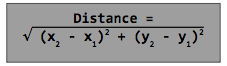 Distance =
√(x₂ - x₁)² + (y₂ - y₁)²